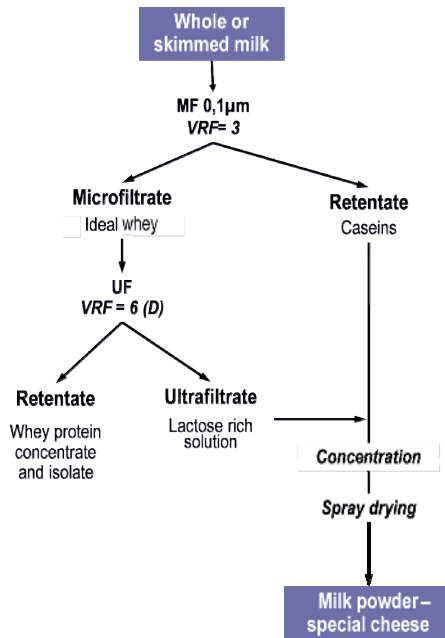 Whole or
skimmed milk
MF 0,1µm
VRF= 3
Microfiltrate
Ideal whey
Retentate
Caseins
UF
VRF = 6 (D)
Retentate
Whey protein
concentrate
and isolate
Ultrafiltrate
Lactose rich
solution
Concentration
Spray drying
Milk powder–
special cheese